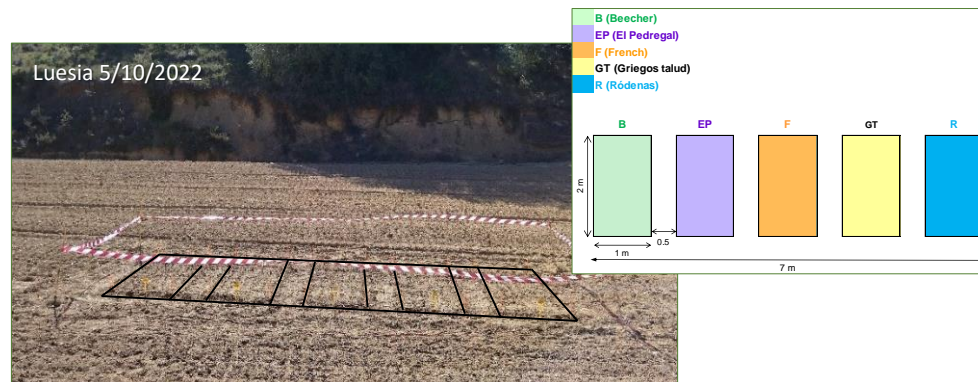 Luesia 5/10/2022
B (Beecher)
EP (El Pedregal)
F (French)
GT (Griegos talud)
R (Ródenas)
B EP F GT R
2 m
0.5
1 m
7 m